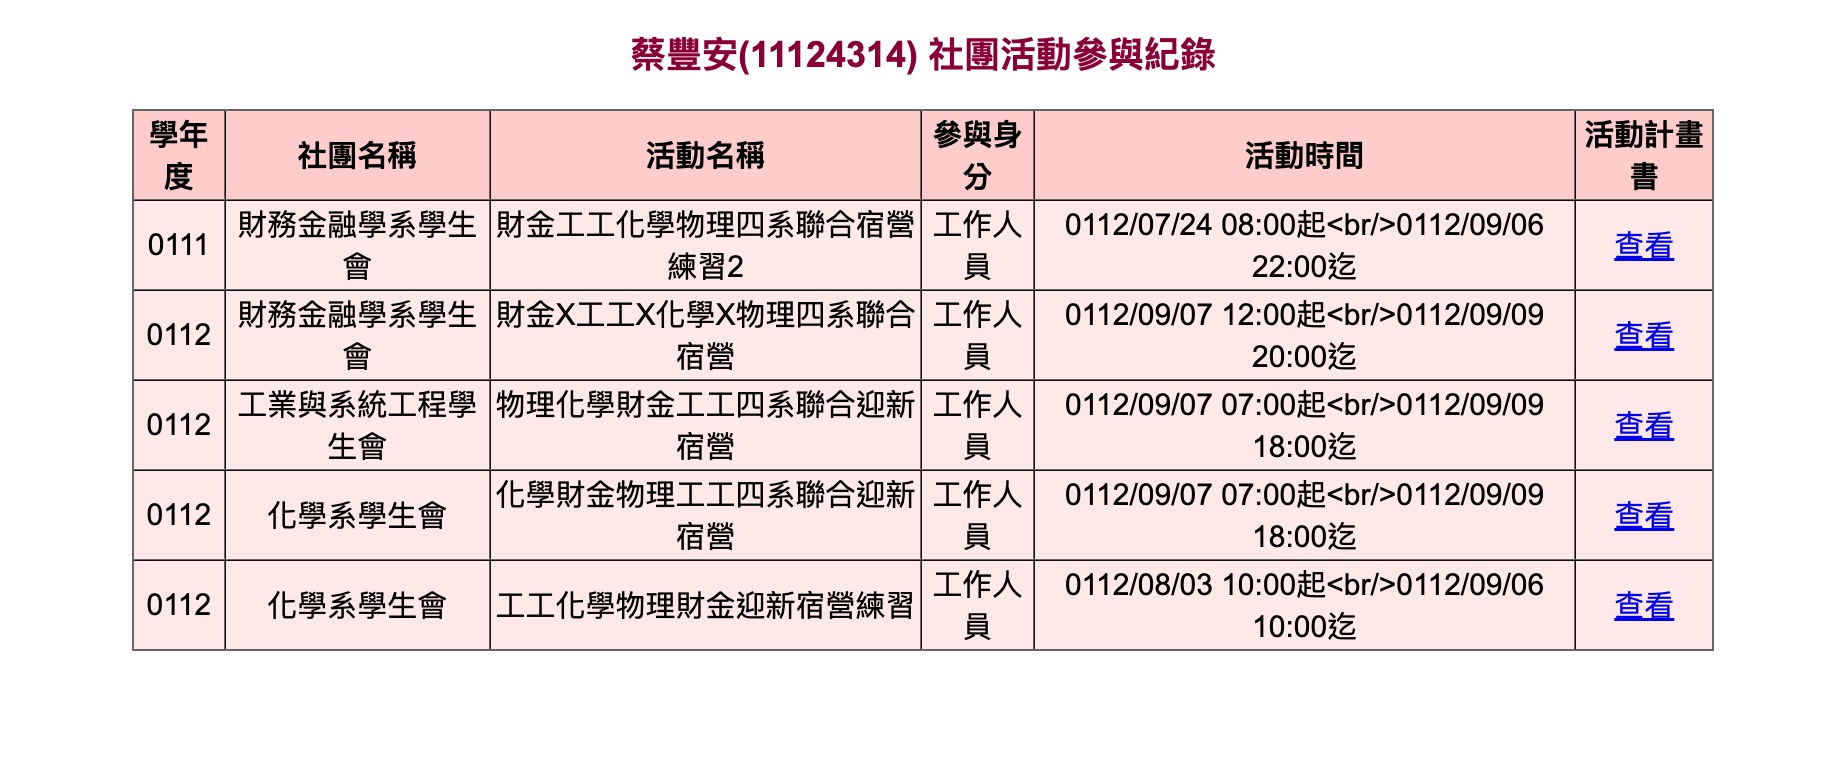 蔡豐安(11124314) 社團活動參與紀錄
學年度 社團名稱 活動名稱 參與身分 活動時間 活動計畫書
0111 財務金融學系學生會 財金工工化學物理四系聯合宿營練習2 工作人員 0112/07/24 08:00起<br/>0112/09/06 22:00迄 查看
0112 財務金融學系學生會 財金X工工X化學X物理四系聯合宿營 工作人員 0112/09/07 12:00起<br/>0112/09/09 20:00迄 查看
0112 工業與系統工程學生會 物理化學財金工工四系聯合迎新宿營 工作人員 0112/09/07 07:00起<br/>0112/09/09 18:00迄 查看
0112 化學系學生會 化學財金物理工工四系聯合迎新宿營 工作人員 0112/09/07 07:00起<br/>0112/09/09 18:00迄 查看
0112 化學系學生會 工工化學物理財金迎新宿營練習 工作人員 0112/08/03 10:00起<br/>0112/09/06 10:00迄 查看